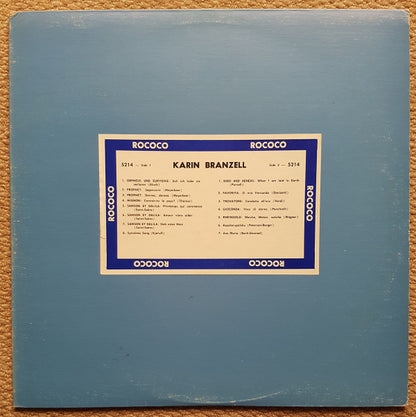 ROCOCO ROCOCO
5214 — Side 1 KARIN BRANZELL Side 2 — 5214
1. ORPHEUS UND EURYDIKE: Ach ich habe sie
verloren (Gluck)
2. PROPHET: Segensarie (Meyerbeer)
3. PROPHET: Donnez, donnez (Meyerbeer)
4. MIGNON: Connais-tu le pays? (Thomas)
5. SAMSON ET DALILA: Printemps qui commence
(Saint-Saëns)
6. SAMSON ET DALILA: Amour viens aider
(Saint-Saëns)
7. SAMSON ET DALILA: Mon coeur
(Saint-Saëns)
8. Synnöves Song (Kjerulf)
1. DIDO AND AENEAS: When I am laid in Earth
(Purcell)
2. FAVORITA: O mio Fernando (Donizetti)
3. TROVATORE: Condotta ell'era (Verdi)
4. GIOCONDA: Voce di donna (Ponchielli)
5. RHEINGOLD: Weiche, Wotan, weiche (Wagner)
6. (Peterson-Berger)
7. Ave Maria (Bach-Gounod)
ROCOCO
ROCOCO
ROCOCO ROCOCO